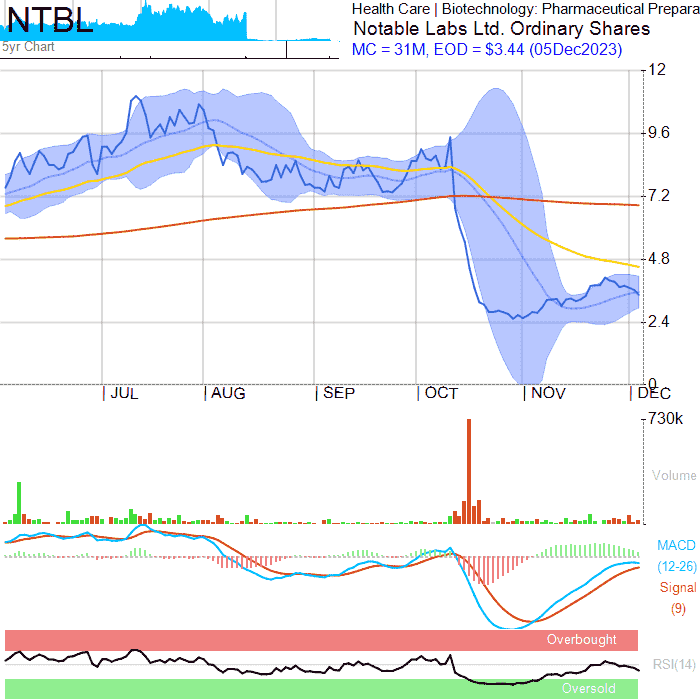 NTBL
5yr Chart
Health Care | Biotechnology: Pharmaceutical Prepara
Notable Labs Ltd. Ordinary Shares
MC = 31M, EOD = $3.44 (05Dec2023)
12
9.6
7.2
4.8
2.4
0
JUL
AUG
SEP
OCT
NOV
DEC
730k
Volume
MACD
(12-26)
Signal
(9)
Overbought
RSI(14)
Oversold